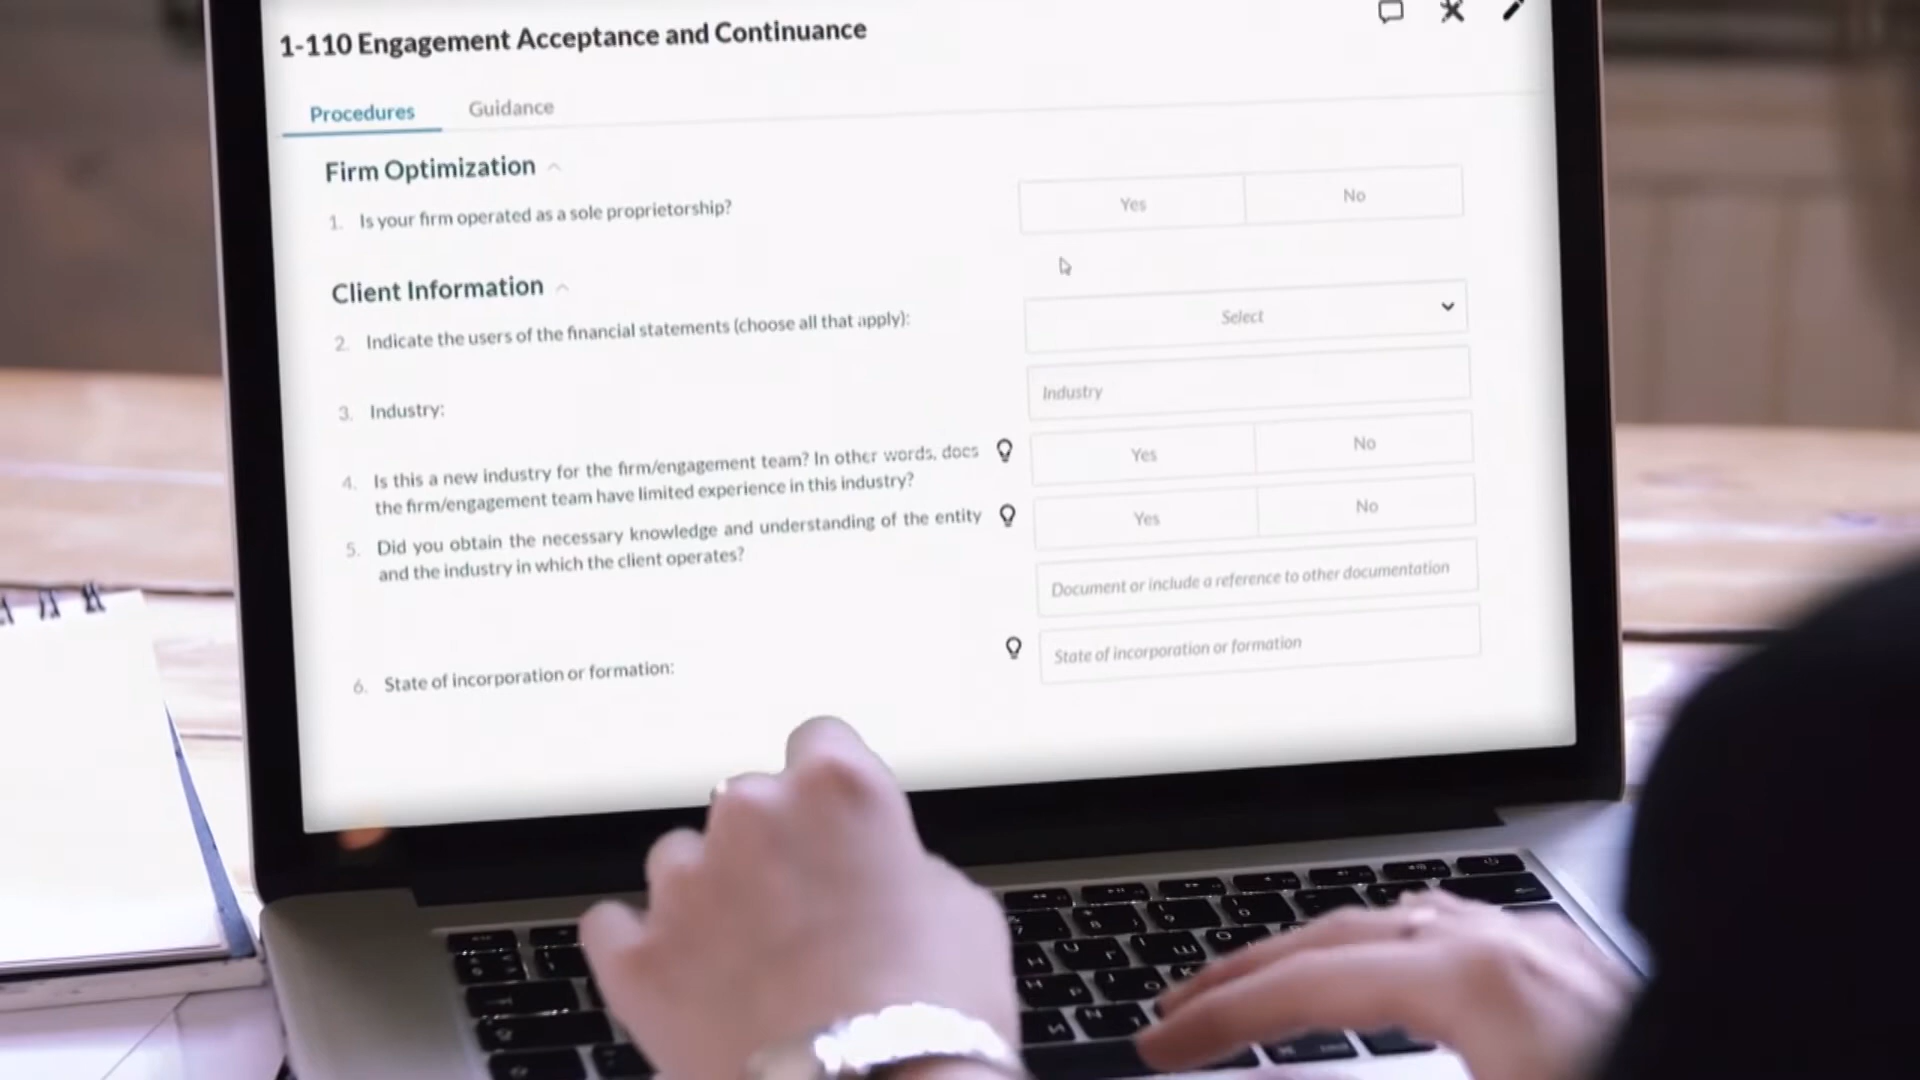 1-110 Engagement Acceptance and Continuance
Procedures
Guidance
Firm Optimization
1. Is your firm operated as a sole proprietorship?
Yes
No
Client Information
2. Indicate the users of the financial statements (choose all that apply):
Select
3. Industry:
Industry
4. Is this a new industry for the firm/engagement team? In other words, does
the firm/engagement team have limited experience in this industry?
Yes
No
5. Did you obtain the necessary knowledge and understanding of the entity
and the industry in which the client operates?
Yes
No
Document or include a reference to other documentation
6. State of incorporation or formation:
State of incorporation or formation